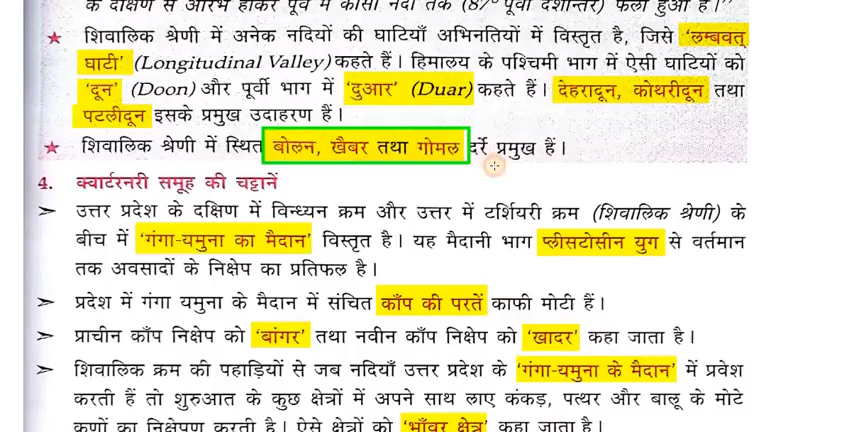 के दक्षिण से आरंभ होकर पूर्व में कोसी नदी तक (87° पूर्वी देशान्तर) फैला हुआ है।"
★ शिवालिक श्रेणी में अनेक नदियों की घाटियाँ अभिनतियों में विस्तृत है, जिसे 'लम्बवत्
घाटी' (Longitudinal Valley) कहते हैं। हिमालय के पश्चिमी भाग में ऐसी घाटियों को
'दून' (Doon) और पूर्वी भाग में 'दुआर' (Duar) कहते हैं। देहरादून, कोथरीदून तथा
पटलीदून इसके प्रमुख उदाहरण हैं।
★ शिवालिक श्रेणी में स्थित बोलन, खैबर तथा गोमल दर्रे प्रमुख हैं।
4. क्वार्टरनरी समूह की चट्टानें
➤ उत्तर प्रदेश के दक्षिण में विन्ध्यन क्रम और उत्तर में टर्शियरी क्रम (शिवालिक श्रेणी) के
बीच में 'गंगा-यमुना का मैदान' विस्तृत है। यह मैदानी भाग प्लीसटोसीन युग से वर्तमान
तक अवसादों के निक्षेप का प्रतिफल है।
➤ प्रदेश में गंगा यमुना के मैदान में संचित काँप की परतें काफी मोटी हैं।
➤ प्राचीन काँप निक्षेप को 'बांगर' तथा नवीन काँप निक्षेप को 'खादर' कहा जाता है।
➤ शिवालिक क्रम की पहाड़ियों से जब नदियाँ उत्तर प्रदेश के 'गंगा-यमुना के मैदान' में प्रवेश
करती हैं तो शुरुआत के कुछ क्षेत्रों में अपने साथ लाए कंकड़, पत्थर और बालू के मोटे
कणों का निक्षेपण करती है। ऐसे क्षेत्रों को 'भाँवर क्षेत्र' कहा जाता है।